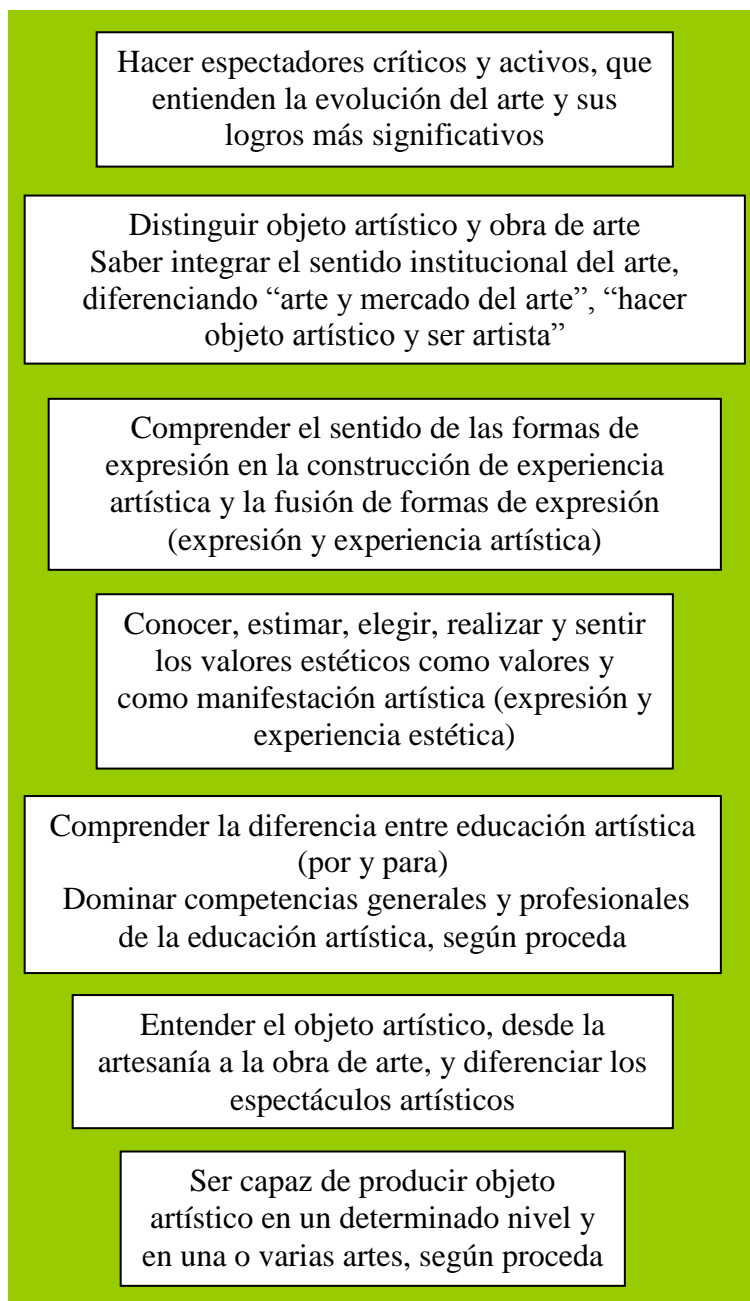 Hacer espectadores críticos y activos, que
entienden la evolución del arte y sus
logros más significativos
Distinguir objeto artístico y obra de arte
Saber integrar el sentido institucional del arte,
diferenciando “arte y mercado del arte”, “hacer
objeto artístico y ser artista”
Comprender el sentido de las formas de
expresión en la construcción de experiencia
artística y la fusión de formas de expresión
(expresión y experiencia artística)
Conocer, estimar, elegir, realizar y sentir
los valores estéticos como valores y
como manifestación artística (expresión y
experiencia estética)
Comprender la diferencia entre educación artística
(por y para)
Dominar competencias generales y profesionales
de la educación artística, según proceda
Entender el objeto artístico, desde la
artesanía a la obra de arte, y diferenciar los
espectáculos artísticos
Ser capaz de producir objeto
artístico en un determinado nivel y
en una o varias artes, según proceda